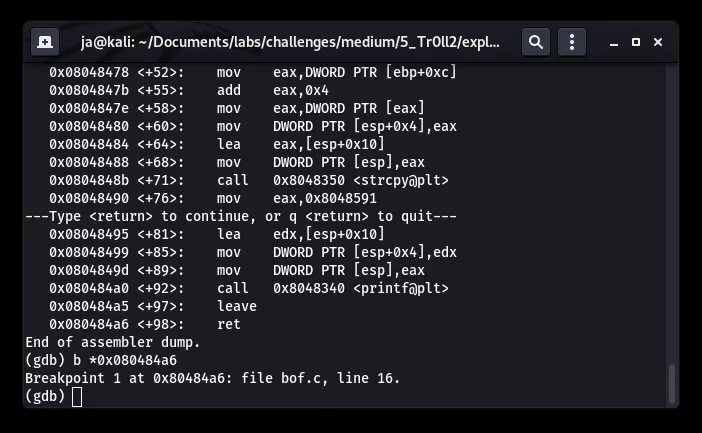 ja@kali: ~/Documents/labs/challenges/medium/5_Tr0ll2/expl...
0x08048478 <+52>: mov eax,DWORD PTR [ebp+0xc]
0x0804847b <+55>: add eax,0x4
0x0804847e <+58>: mov eax,DWORD PTR [eax]
0x08048480 <+60>: mov DWORD PTR [esp+0x4],eax
0x08048484 <+64>: lea eax,[esp+0x10]
0x08048488 <+68>: mov DWORD PTR [esp],eax
0x0804848b <+71>: call 0x8048350 <strcpy@plt>
0x08048490 <+76>: mov eax,0x8048591
---Type <return> to continue, or q <return> to quit---
0x08048495 <+81>: lea edx,[esp+0x10]
0x08048499 <+85>: mov DWORD PTR [esp+0x4],edx
0x0804849d <+89>: mov DWORD PTR [esp],eax
0x080484a0 <+92>: call 0x8048340 <printf@plt>
0x080484a5 <+97>: leave
0x080484a6 <+98>: ret
End of assembler dump.
(gdb) b *0x080484a6
Breakpoint 1 at 0x80484a6: file bof.c, line 16.
(gdb)